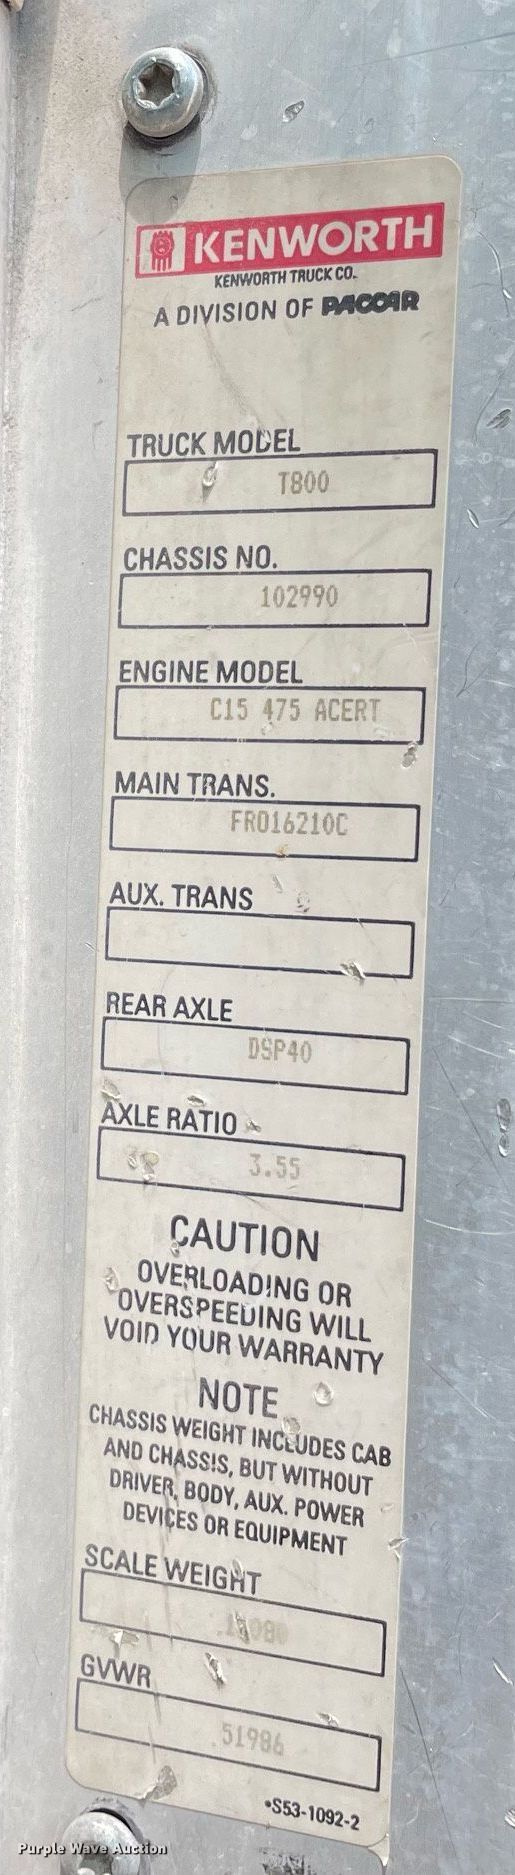 KENWORTH
KENWORTH TRUCK CO.
A DIVISION OF PACCAR
TRUCK MODEL
T800
CHASSIS NO.
102990
ENGINE MODEL
C15 475 ACERT
MAIN TRANS.
FRO16210C
AUX. TRANS
REAR AXLE
DSP40
AXLE RATIO
3.55
CAUTION
OVERLOADING OR
OVERSPEEDING WILL
VOID YOUR WARRANTY
NOTE
CHASSIS WEIGHT INCLUDES CAB
AND CHASSIS, BUT WITHOUT
DRIVER, BODY, AUX. POWER
DEVICES OR EQUIPMENT
SCALE WEIGHT
GVWR
51986
•S53-1092-2
Purple Wave Auction